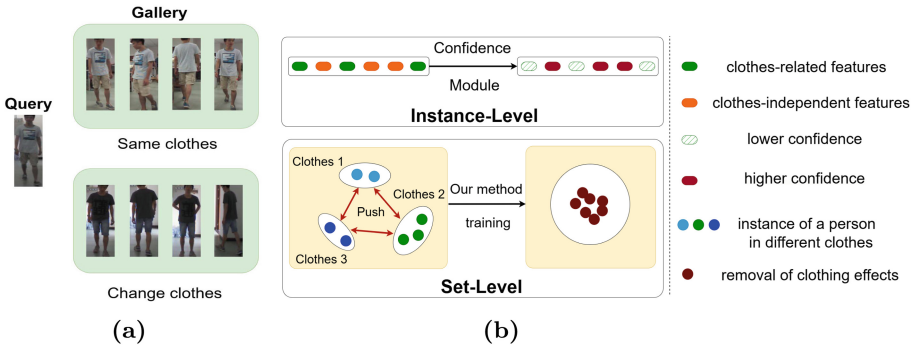 Gallery
Query
Same clothes
Change clothes
(a)
Confidence
Module
Instance-Level
Clothes 1
Clothes 2
Push
Clothes 3
Our method
training
Set-Level
(b)
clothes-related features
clothes-independent features
lower confidence
higher confidence
instance of a person
in different clothes
removal of clothing effects